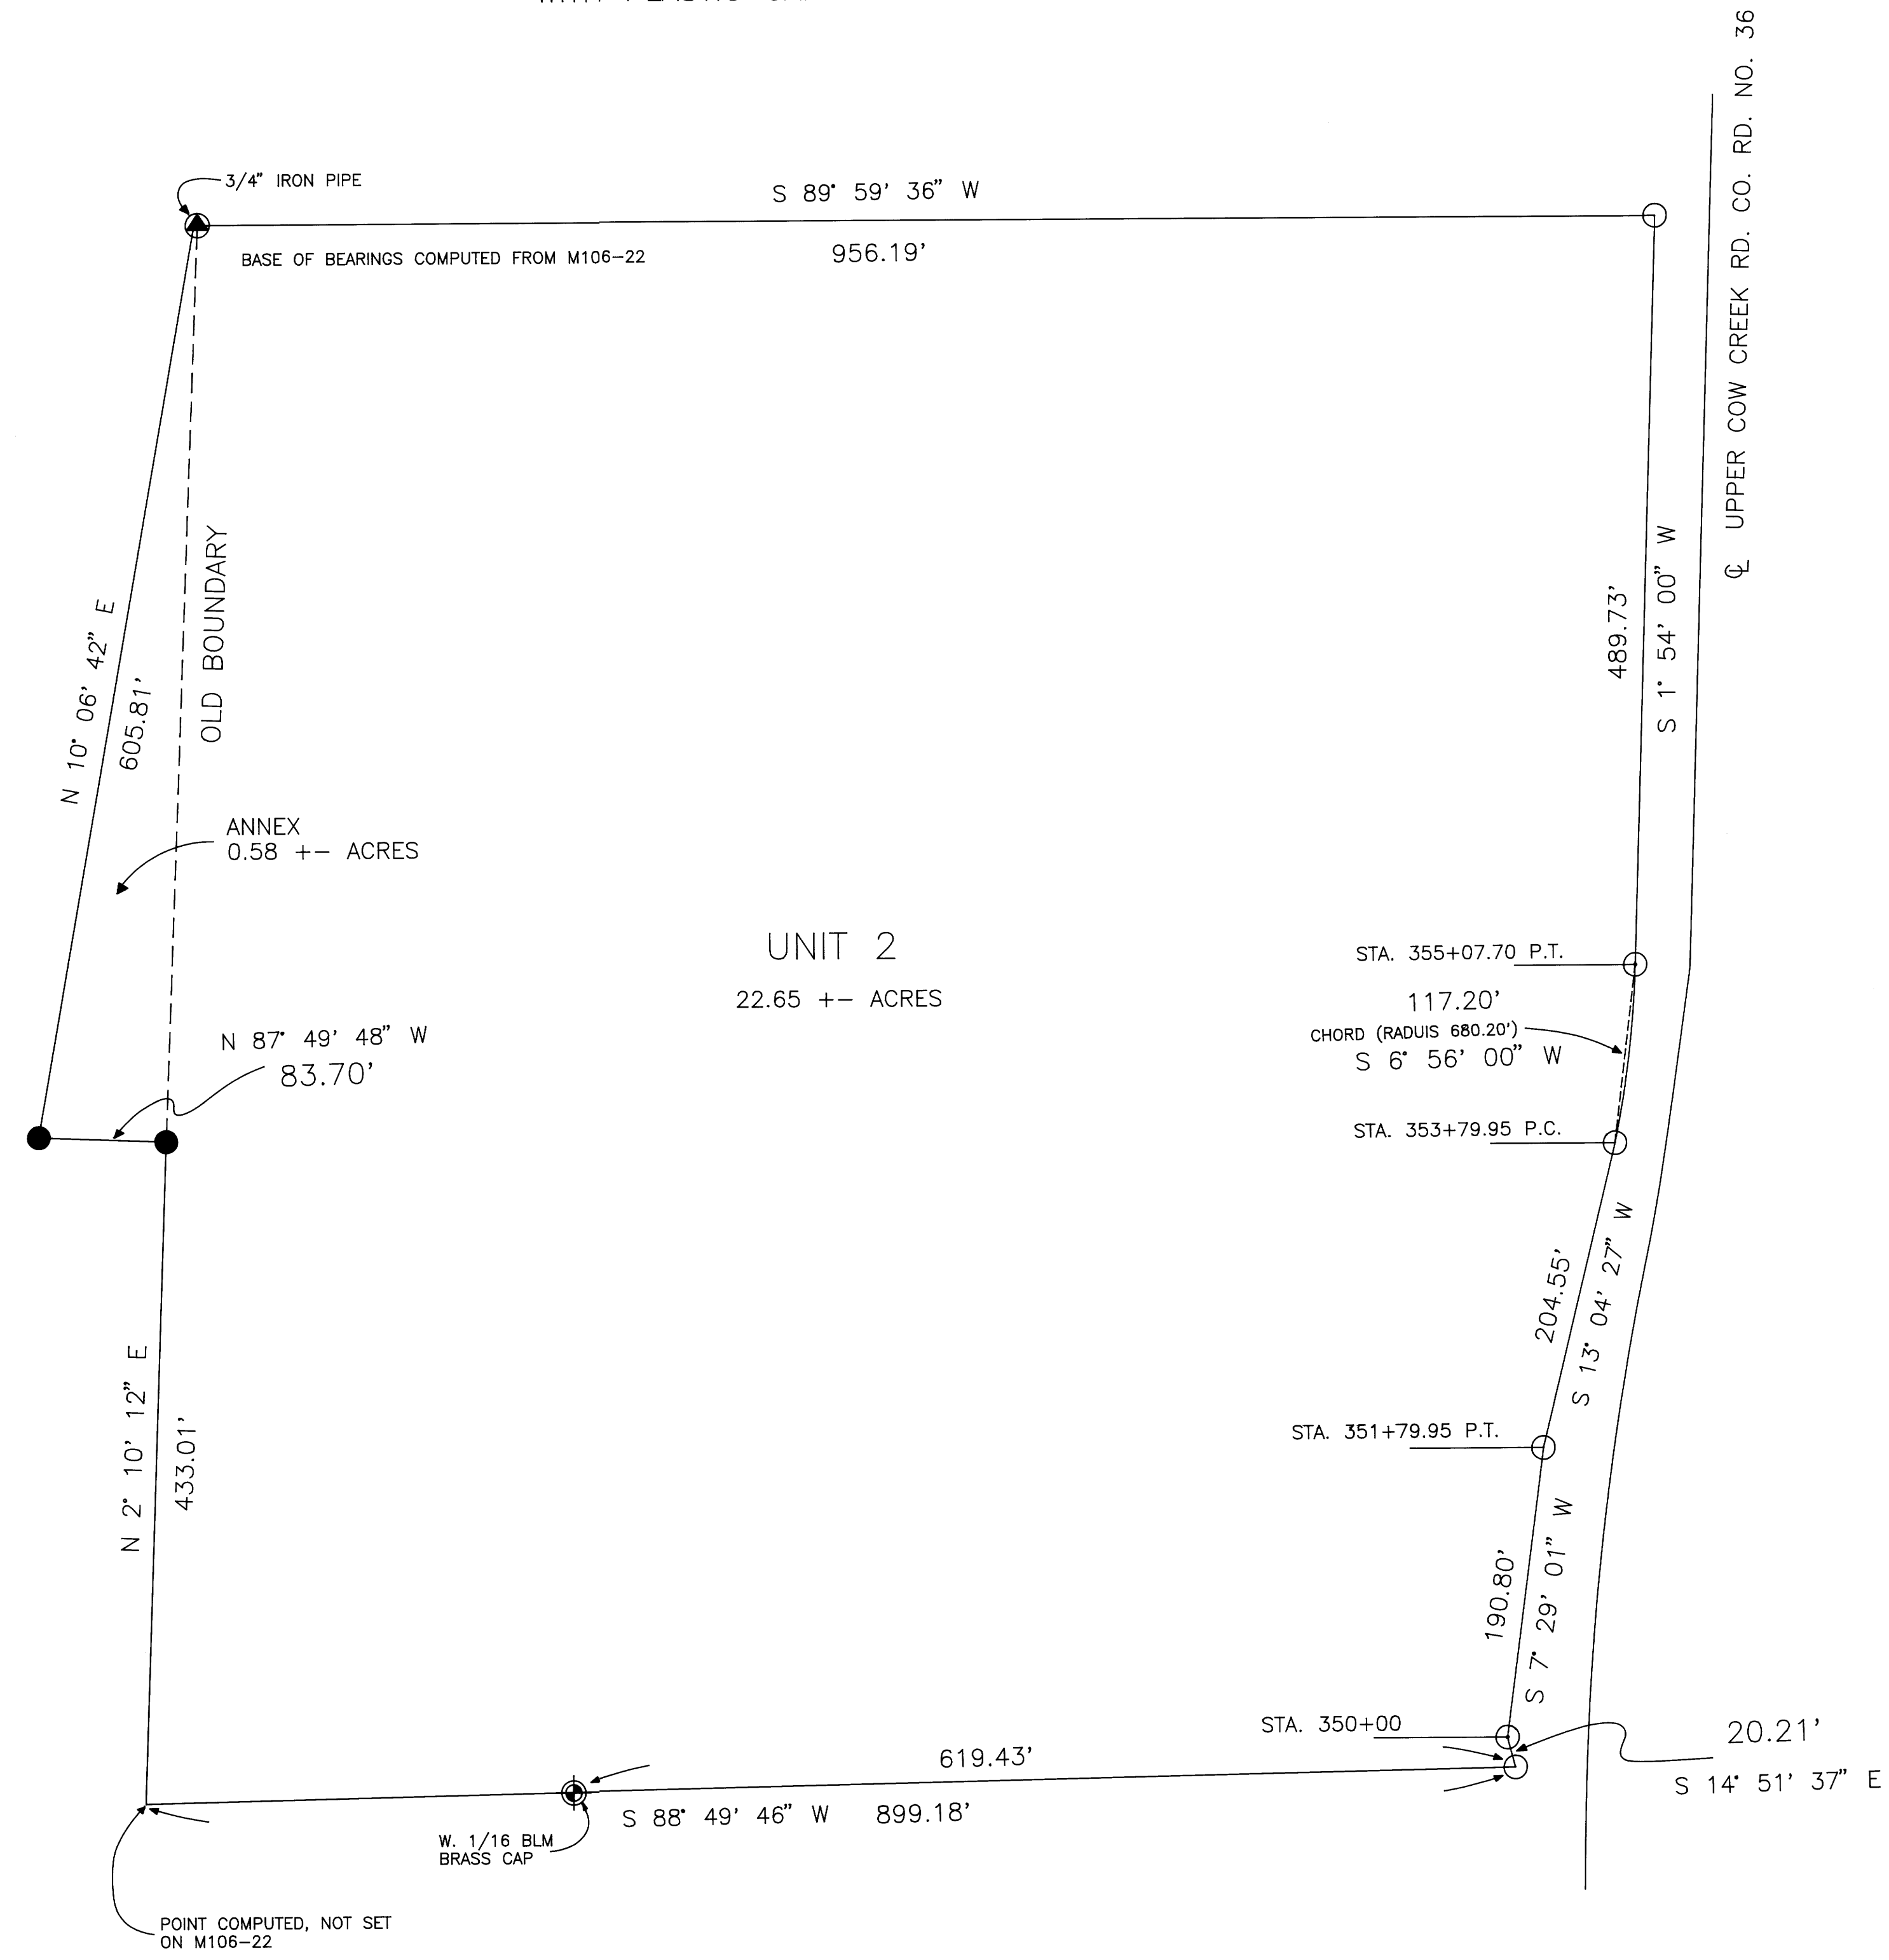 UPPER COW CREEK RD. CO. RD. NO. 36
3/4" IRON PIPE
S 89° 59' 36" W
956.19'
BASE OF BEARINGS COMPUTED FROM M106-22
OLD BOUNDARY
N 10° 06' 42" E
605.81'
489.73'
S 1° 54' 00" W
ANNEX
0.58 +- ACRES
UNIT 2
22.65 +- ACRES
STA. 355+07.70 P.T.
117.20'
CHORD (RADUIS 680.20')
S 6° 56' 00" W
N 87° 49' 48" W
83.70'
STA. 353+79.95 P.C.
204.55'
S 13° 04' 27" W
N 2° 10' 12" E
433.01'
STA. 351+79.95 P.T.
190.80'
S 7° 29' 01" W
STA. 350+00
20.21'
S 14° 51' 37" E
619.43'
S 88° 49' 46" W 899.18'
W. 1/16 BLM
BRASS CAP
POINT COMPUTED, NOT SET
ON M106-22